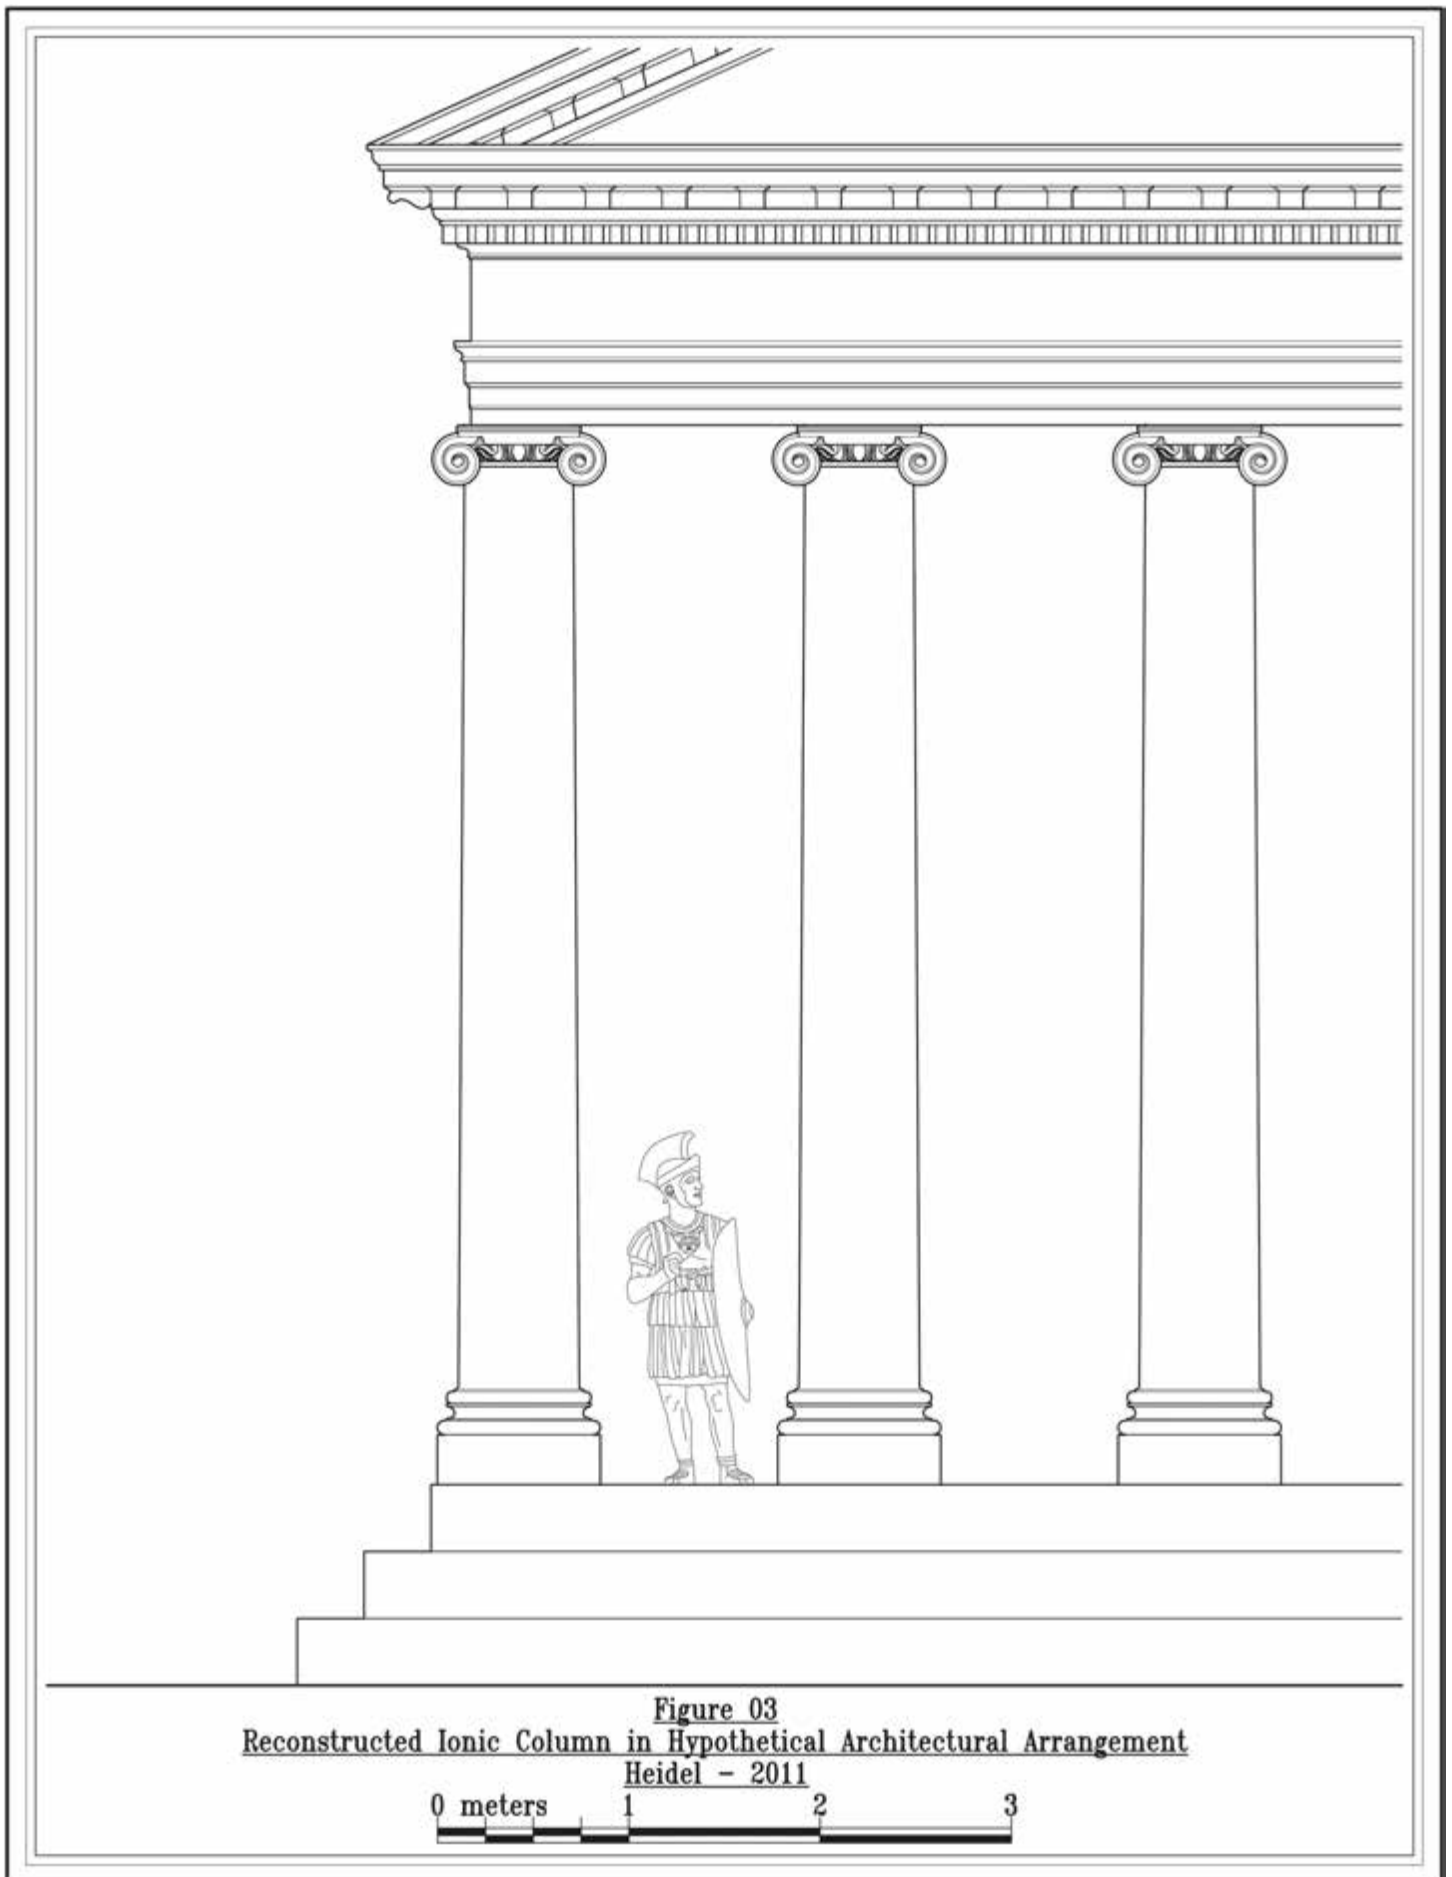 Figure 03
Reconstructed Ionic Column in Hypothetical Architectural Arrangement
Heidel - 2011
0 meters 1 2 3